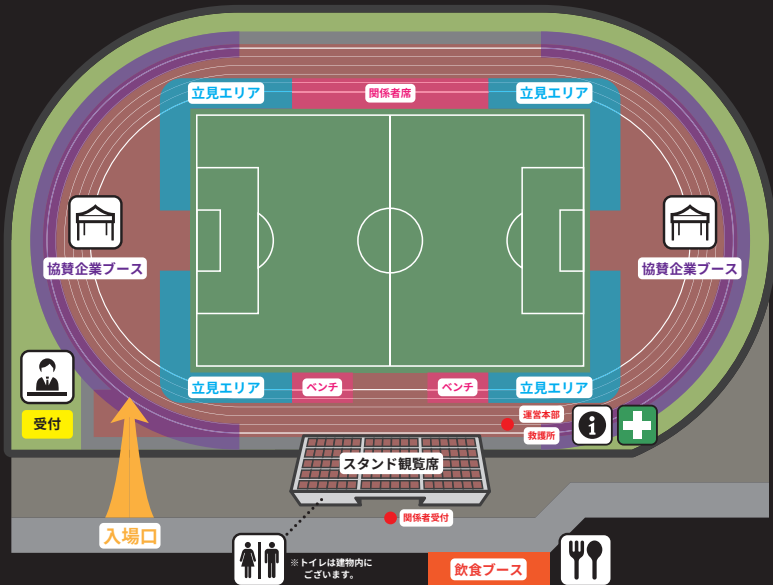 立見エリア
関係者席
立見エリア
協賛企業ブース
協賛企業ブース
立見エリア
ベンチ
ベンチ
立見エリア
受付
運営本部
救護所
スタンド観覧席
関係者受付
入場口
※トイレは建物内に
ございます。
飲食ブース